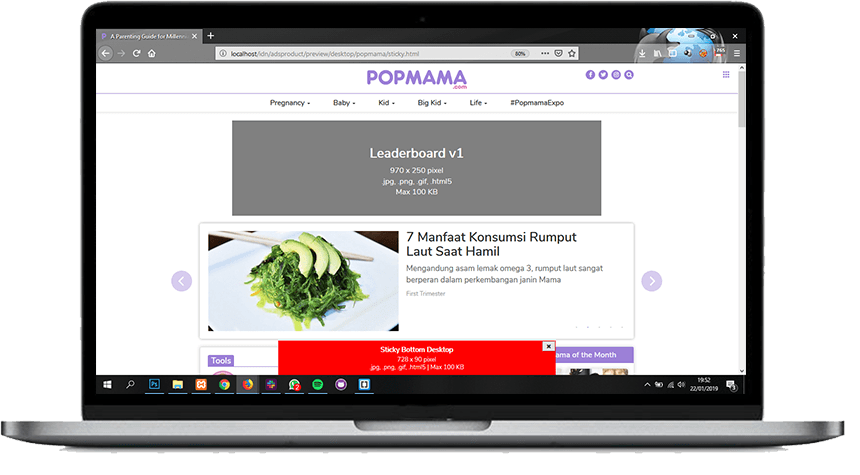 A Parenting Guide for Millenni
localhost/idn/adsproduct/preview/desktop/popmama/sticky.html
80%
765
POPMAMA
.com
Pregnancy
Baby
Kid
Big Kid
Life
#PopmamaExpo
Leaderboard v1
970 x 250 pixel
.jpg, .png, .gif, .html5
Max 100 KB
7 Manfaat Konsumsi Rumput
Laut Saat Hamil
Mengandung asam lemak omega 3, rumput laut sangat
berperan dalam perkembangan janin Mama
First Trimester
Tools
Sticky Bottom Desktop
728 x 90 pixel
.jpg, .png, .gif, .html5 | Max 100 KB
ama of the Month
Ps
19:52
22/01/2019